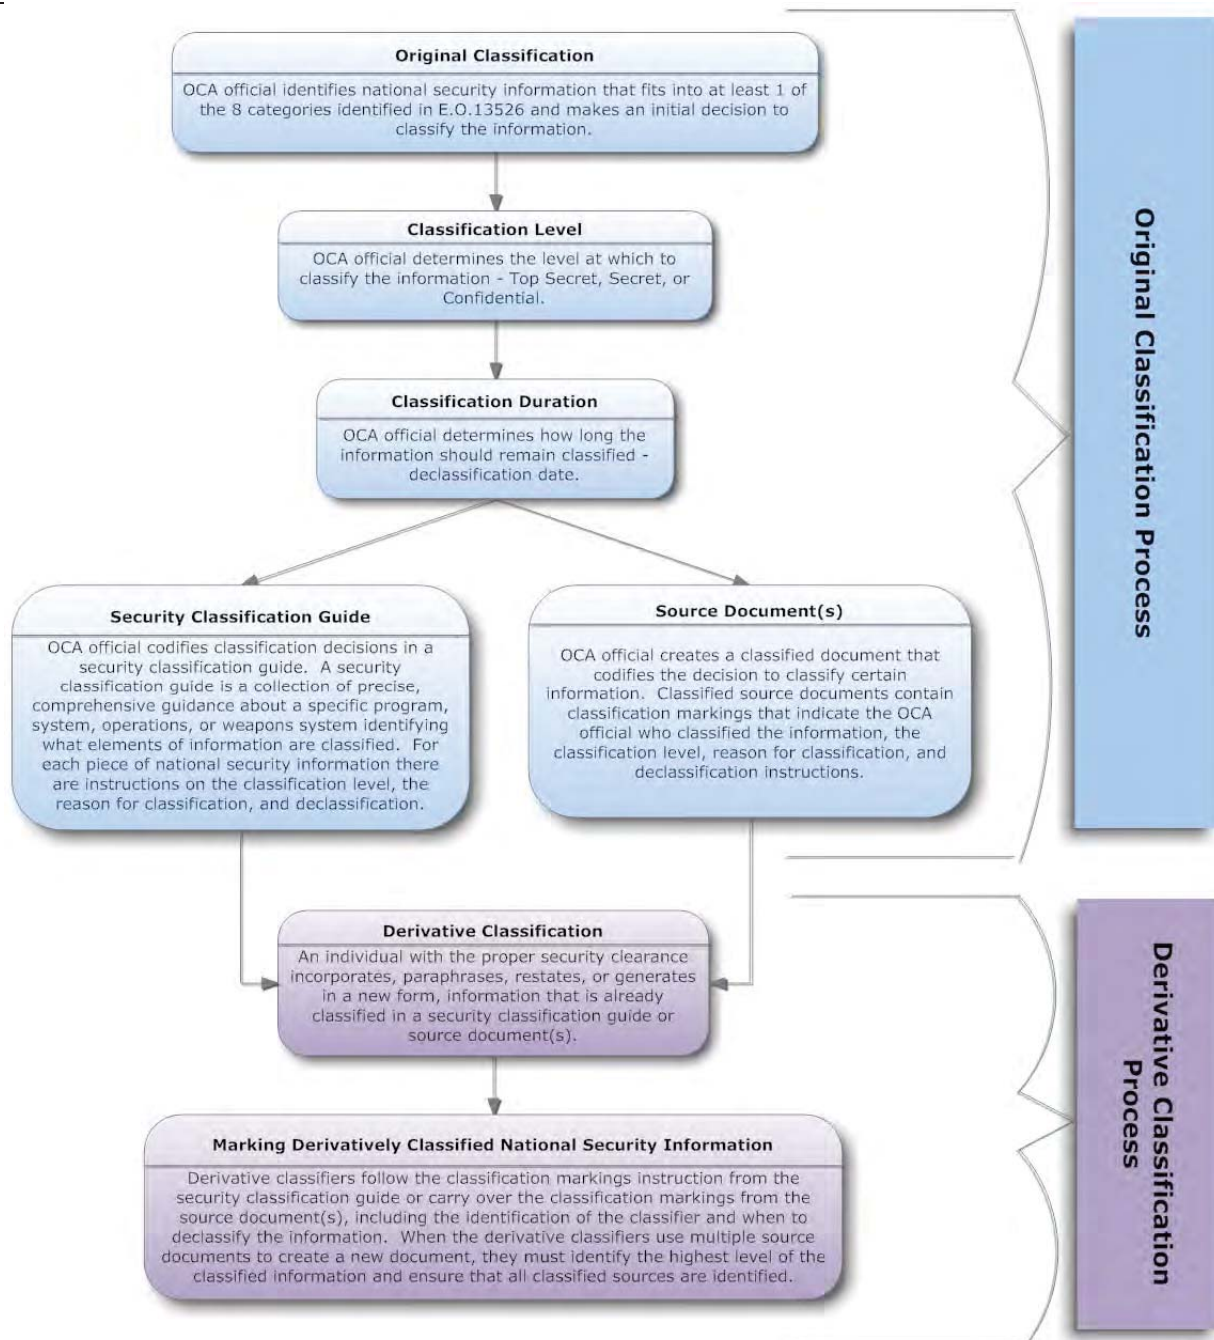 Original Classification
OCA official identifies national security information that fits into at least 1 of
the 8 categories identified in E.O.13526 and makes an initial decision to
classify the information.
Classification Level
OCA official determines the level at which to
classify the information - Top Secret, Secret, or
Confidential.
Classification Duration
OCA official determines how long the
information should remain classified -
declassification date.
Security Classification Guide
OCA official codifies classification decisions in a
security classification guide. A security
classification guide is a collection of precise,
comprehensive guidance about a specific program,
system, operations, or weapons system identifying
what elements of information are classified. For
each piece of national security information there
are instructions on the classification level, the
reason for classification, and declassification.
Source Document(s)
OCA official creates a classified document that
codifies the decision to classify certain
information. Classified source documents contain
classification markings that indicate the OCA
official who classified the information, the
classification level, reason for classification, and
declassification instructions.
Original Classification Process
Derivative Classification
An individual with the proper security clearance
incorporates, paraphrases, restates, or generates
in a new form, information that is already
classified in a security classification guide or
source document(s).
Marking Derivatively Classified National Security Information
Derivative classifiers follow the classification markings instruction from the
security classification guide or carry over the classification markings from the
source document(s), including the identification of the classifier and when to
declassify the information. When the derivative classifiers use multiple source
documents to create a new document, they must identify the highest level of the
classified information and ensure that all classified sources are identified.
Derivative Classification
Process